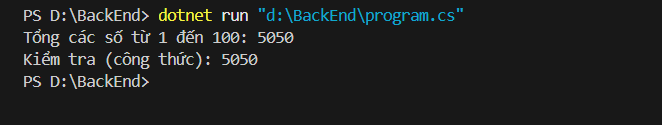 PS D:\BackEnd> dotnet run "d:\BackEnd\program.cs"
Tổng các số từ 1 đến 100: 5050
Kiểm tra (công thức): 5050
PS D:\BackEnd>